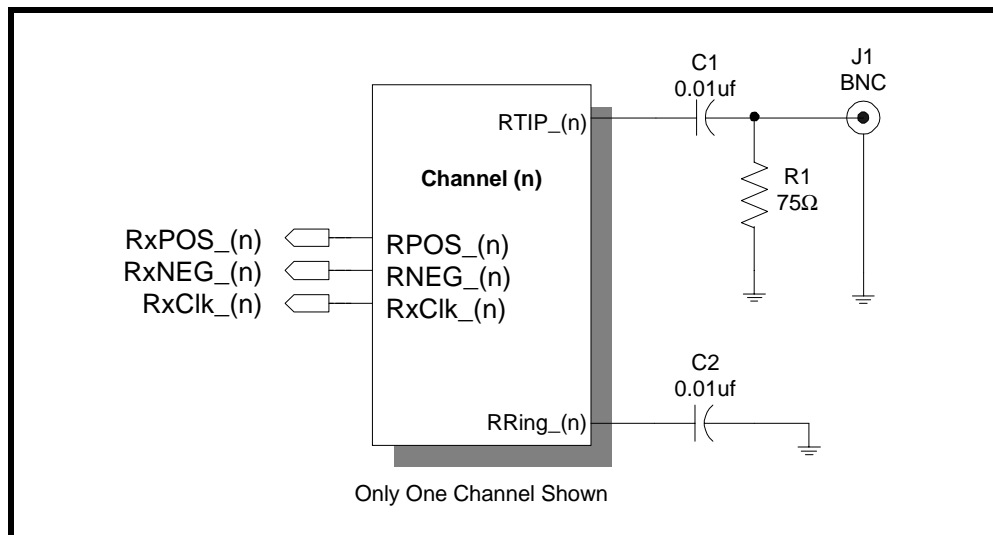 C1
0.01uf
J1
BNC
RTIP_(n)
Channel (n)
R1
75Ω
RxPOS_(n)
RPOS_(n)
RxNEG_(n)
RNEG_(n)
RxClk_(n)
RxClk_(n)
C2
0.01uf
RRing_(n)
Only One Channel Shown